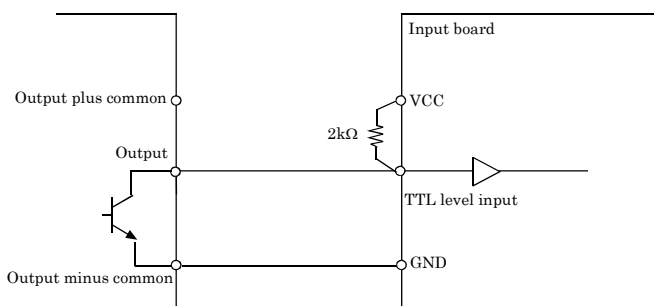 Input board
Output plus common
VCC
2kΩ
Output
TTL level input
Output minus common
GND